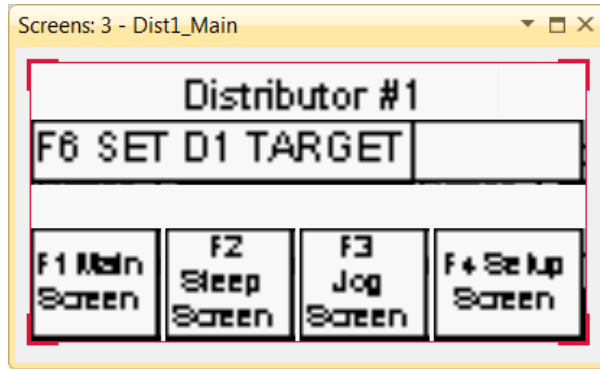 Screens: 3 - Dist1_Main
Distributor #1
F6 SET D1 TARGET
F1 Main
Screen
F2
Sleep
Screen
F3
Jog
Screen
F4 Setup
Screen